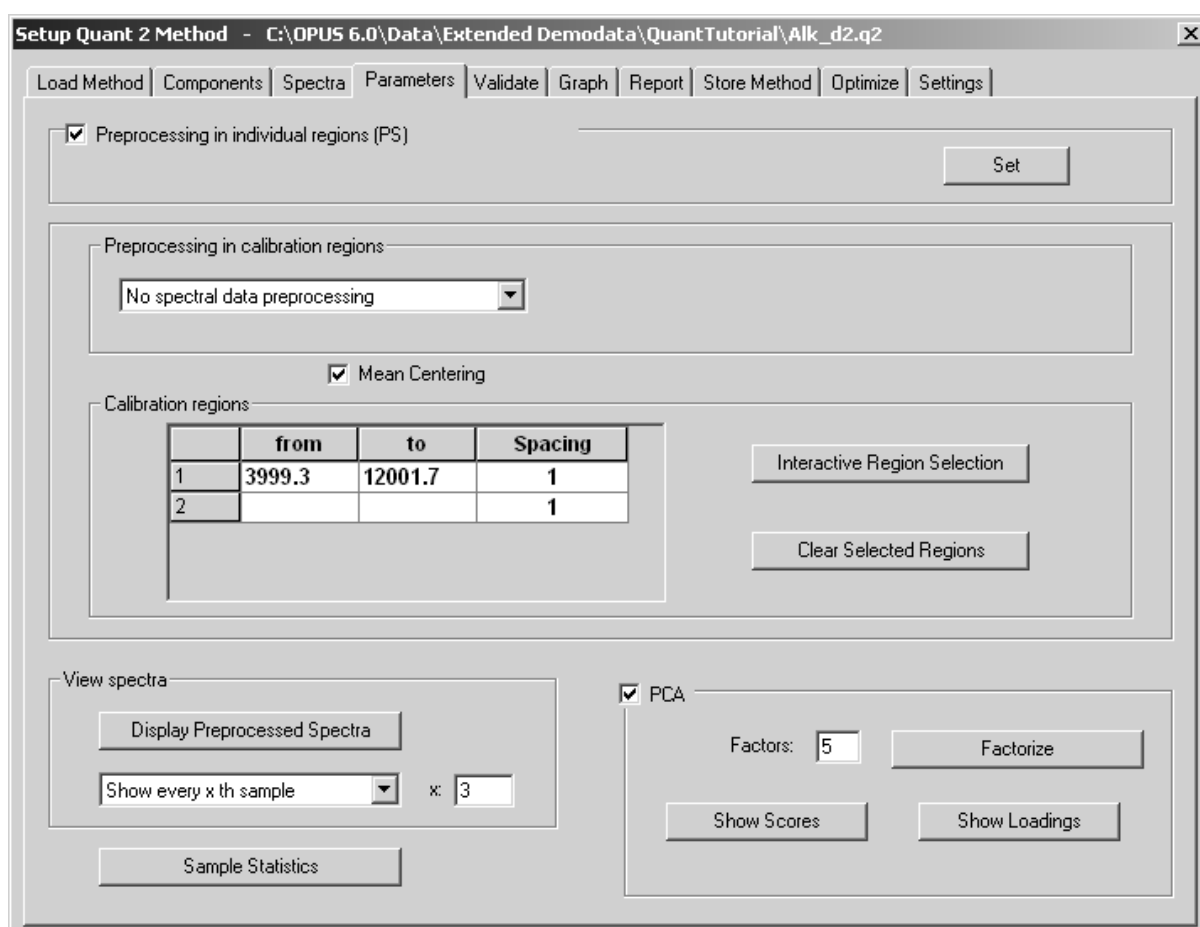 Setup Quant 2 Method - C:\OPUS 6.0\Data\Extended Demodata\QuantTutorial\Alk_d2.q2
Load Method Components Spectra Parameters Validate Graph Report Store Method Optimize Settings
Preprocessing in individual regions (PS)
Set
Preprocessing in calibration regions
No spectral data preprocessing
Mean Centering
Calibration regions
from to Spacing
1 3999.3 12001.7 1
2 1
Interactive Region Selection
Clear Selected Regions
View spectra
Display Preprocessed Spectra
Show every x th sample x: 3
Sample Statistics
PCA
Factors: 5 Factorize
Show Scores Show Loadings